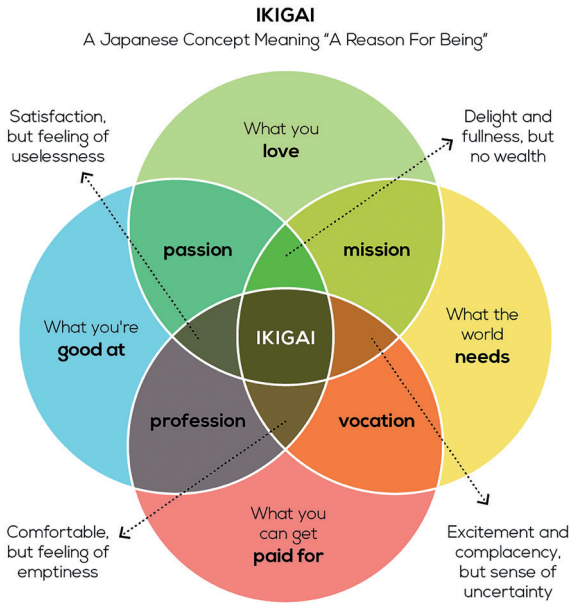 IKIGAI
A Japanese Concept Meaning “A Reason For Being”
Satisfaction,
but feeling of
uselessness
What you
love
Delight and
fullness, but
no wealth
passion
mission
What you're
good at
IKIGAI
What the
world
needs
profession
vocation
What you
can get
paid for
Comfortable,
but feeling of
emptiness
Excitement and
complacency,
but sense of
uncertainty